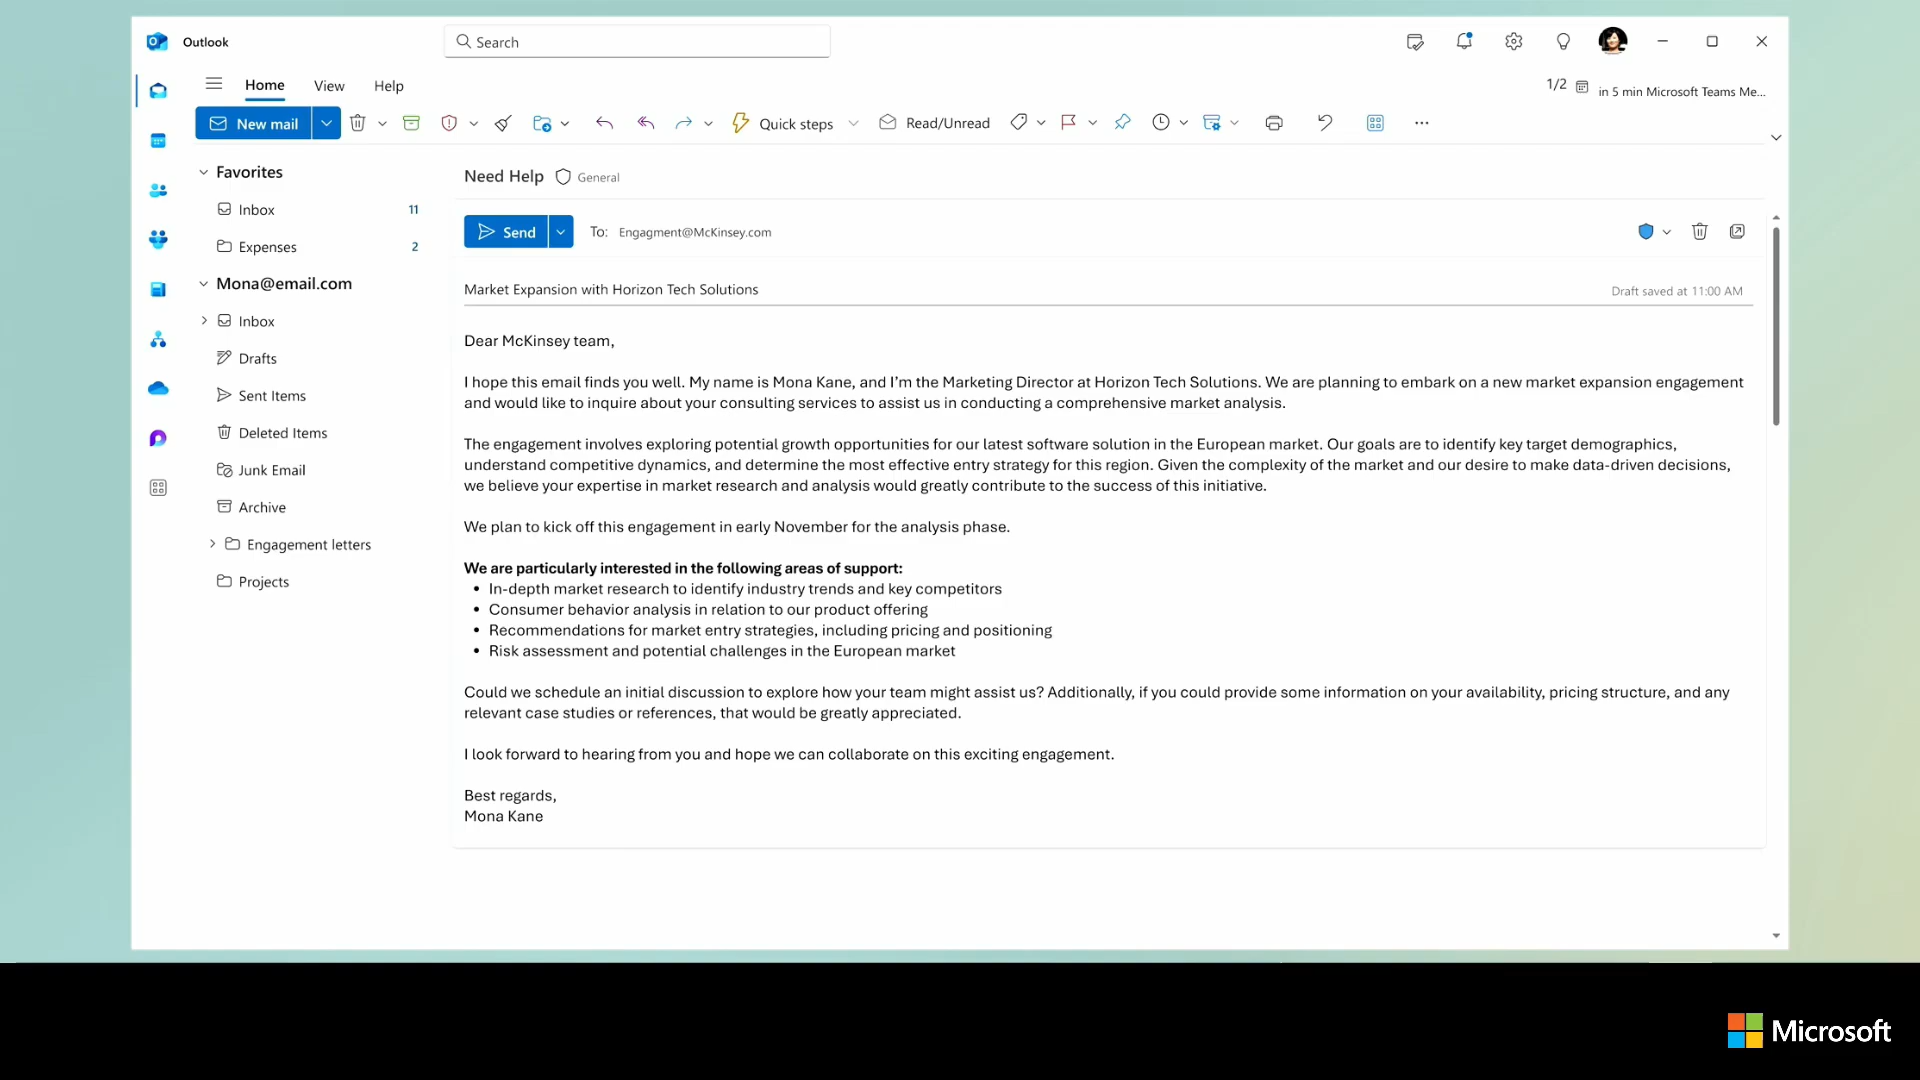 Outlook
Search
Home
View
Help
1/2
in 5 min Microsoft Teams Me...
New mail
Quick steps
Read/Unread
Favorites
Inbox 11
Expenses 2
Mona@email.com
Inbox
Drafts
Sent Items
Deleted Items
Junk Email
Archive
Engagement letters
Projects
Need Help
General
Send
To: Engagment@McKinsey.com
Market Expansion with Horizon Tech Solutions
Draft saved at 11:00 AM
Dear McKinsey team,
I hope this email finds you well. My name is Mona Kane, and I'm the Marketing Director at Horizon Tech Solutions. We are planning to embark on a new market expansion engagement
and would like to inquire about your consulting services to assist us in conducting a comprehensive market analysis.
The engagement involves exploring potential growth opportunities for our latest software solution in the European market. Our goals are to identify key target demographics,
understand competitive dynamics, and determine the most effective entry strategy for this region. Given the complexity of the market and our desire to make data-driven decisions,
we believe your expertise in market research and analysis would greatly contribute to the success of this initiative.
We plan to kick off this engagement in early November for the analysis phase.
We are particularly interested in the following areas of support:
• In-depth market research to identify industry trends and key competitors
• Consumer behavior analysis in relation to our product offering
• Recommendations for market entry strategies, including pricing and positioning
• Risk assessment and potential challenges in the European market
Could we schedule an initial discussion to explore how your team might assist us? Additionally, if you could provide some information on your availability, pricing structure, and any
relevant case studies or references, that would be greatly appreciated.
I look forward to hearing from you and hope we can collaborate on this exciting engagement.
Best regards,
Mona Kane
Microsoft